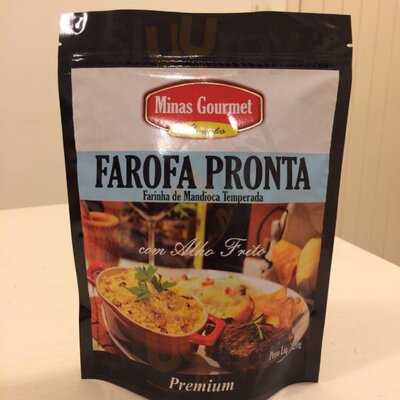 Minas Gourmet
FAROFA PRONTA
Farinha de Mandioca Temperada
com Alho Frito
Premium